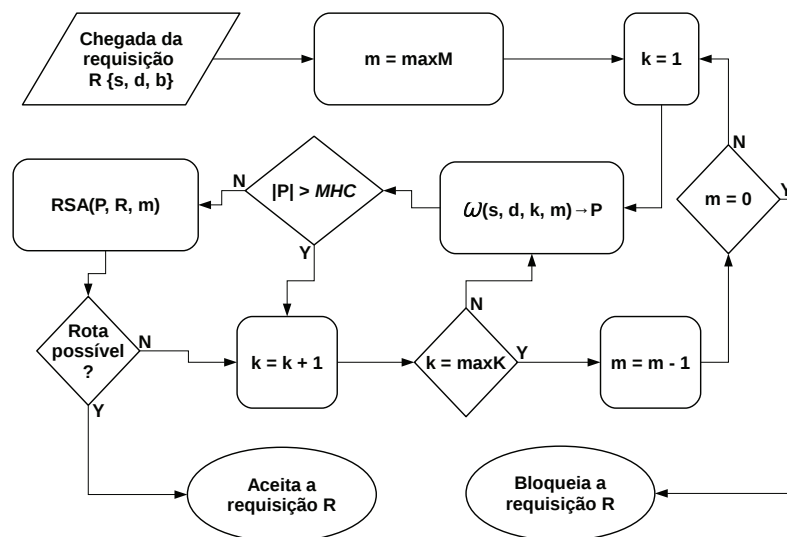 Chegada da
requisição
R {s, d, b}
m = maxM
k = 1
N
m = 0
Y
RSA(P, R, m)
N
|P| > MHC
Y
ω(s, d, k, m)→P
Rota
possível
?
N
Y
k = k + 1
N
k = maxK
Y
m = m - 1
Aceita a
requisição R
Bloqueia a
requisição R